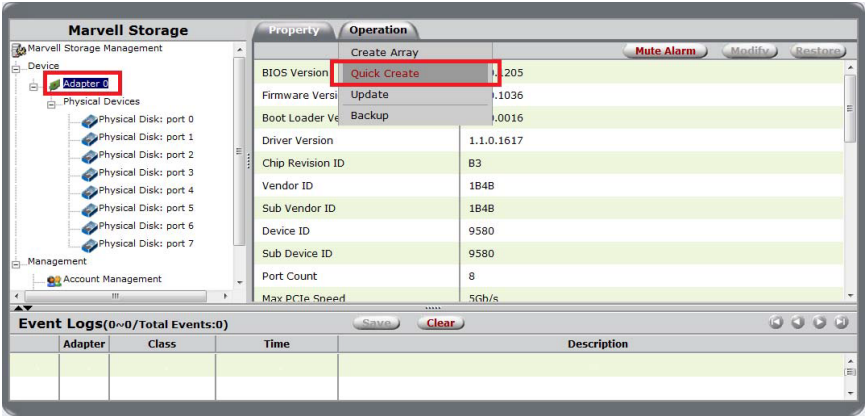 Marvell Storage
Marvell Storage Management
Device
Adapter 0
Physical Devices
Physical Disk: port 0
Physical Disk: port 1
Physical Disk: port 2
Physical Disk: port 3
Physical Disk: port 4
Physical Disk: port 5
Physical Disk: port 6
Physical Disk: port 7
Management
Account Management
Property Operation
Create Array
Quick Create
Update
Backup
Mute Alarm Modify Restore
BIOS Version .205
Firmware Versi .1036
Boot Loader Ve .0016
Driver Version 1.1.0.1617
Chip Revision ID B3
Vendor ID 1B4B
Sub Vendor ID 1B4B
Device ID 9580
Sub Device ID 9580
Port Count 8
Max PCIe Speed 5Gb/s
Event Logs(0~0/Total Events:0) Save Clear
Adapter Class Time Description